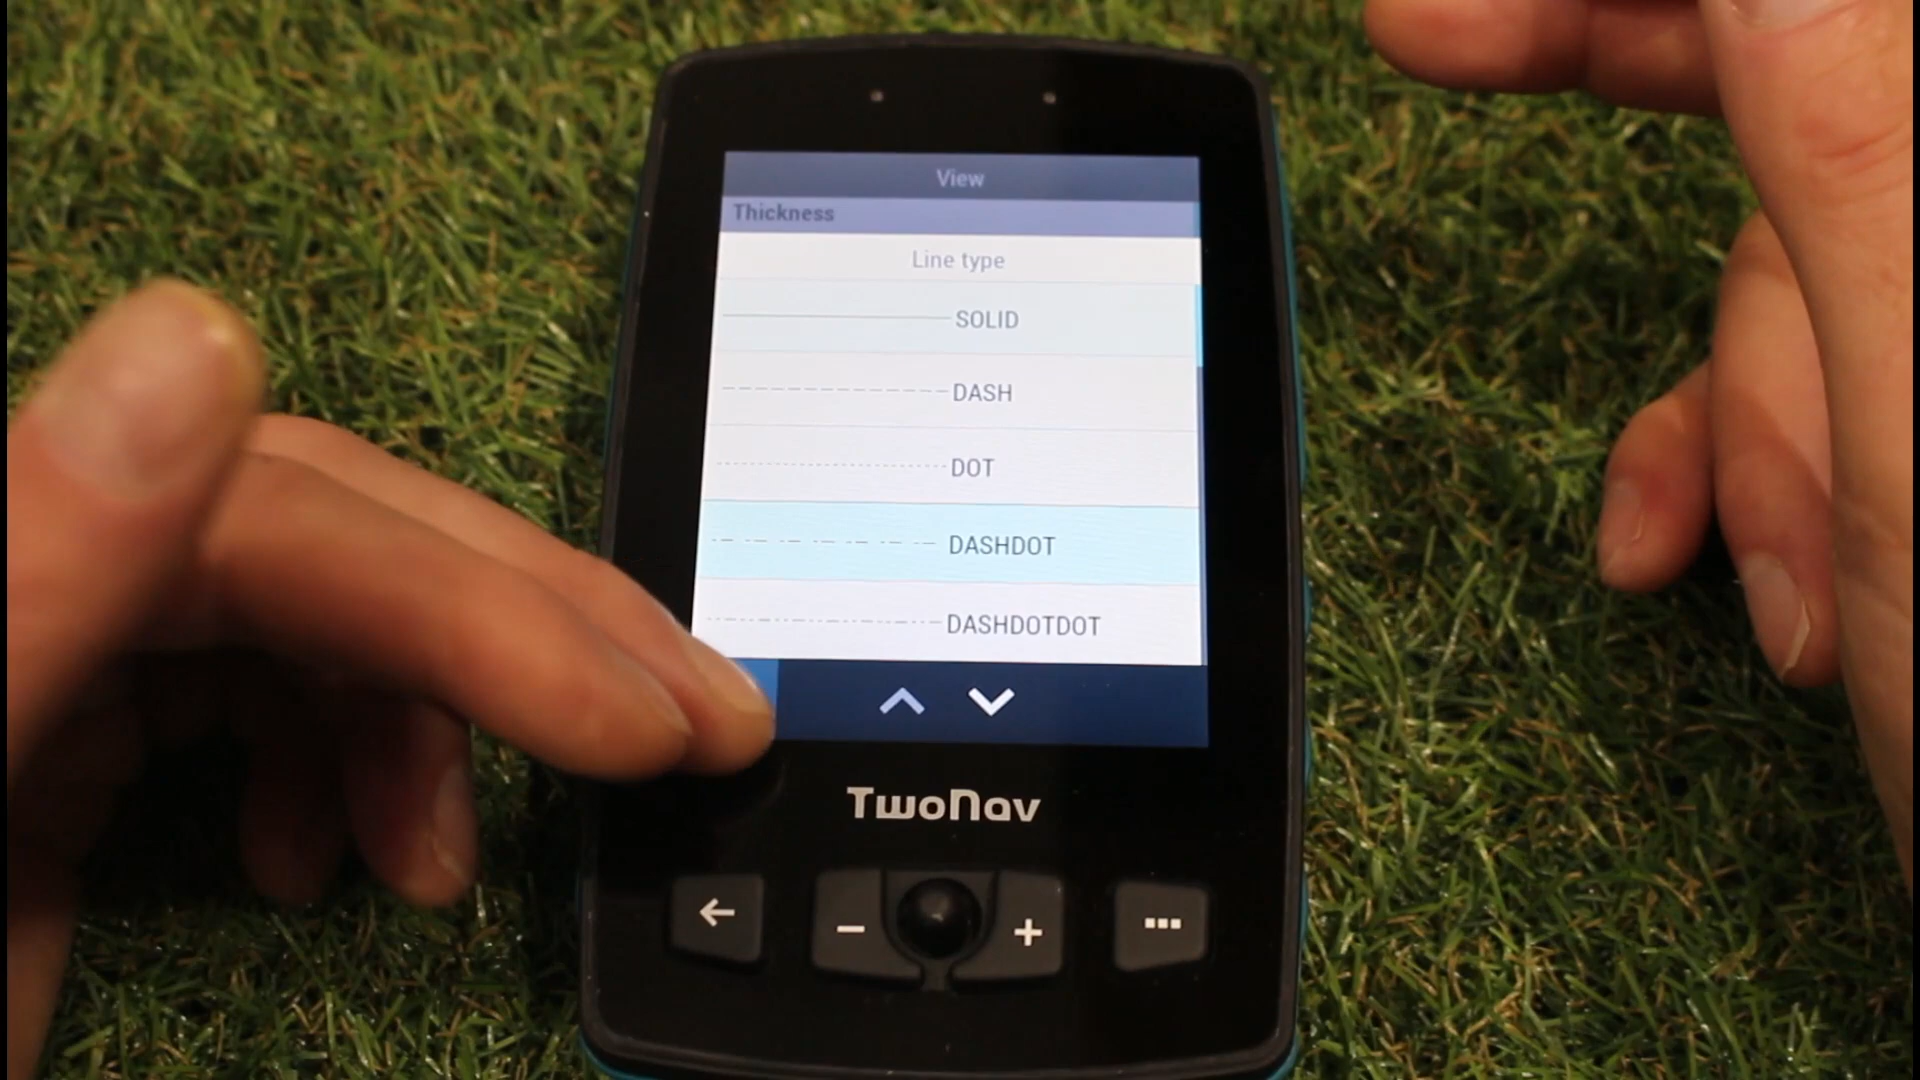 View
Thickness
Line type
SOLID
DASH
DOT
DASHDOT
DASHDOTDOT
TwoNav